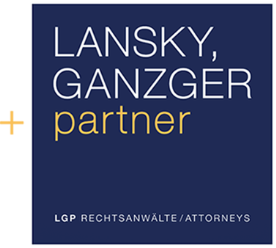 LANSKY,
GANZGER
+ partner
LGP RECHTSANWÄLTE/ATTORNEYS